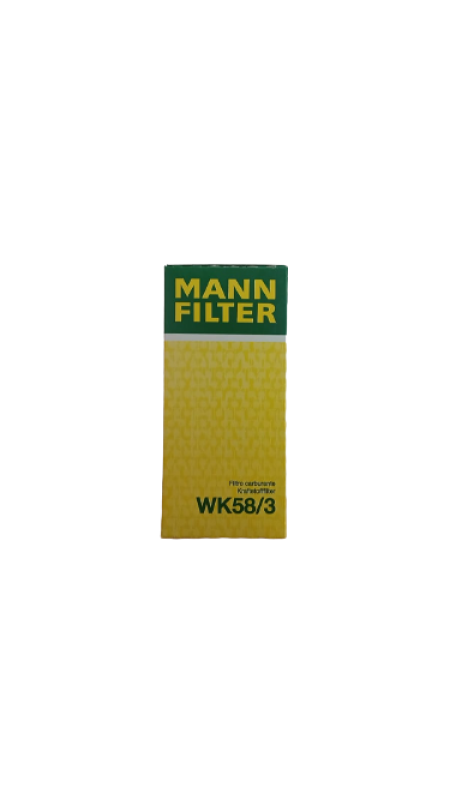 MANN
FILTER
Filtro carburante
Kraftstofffilter
WK58/3